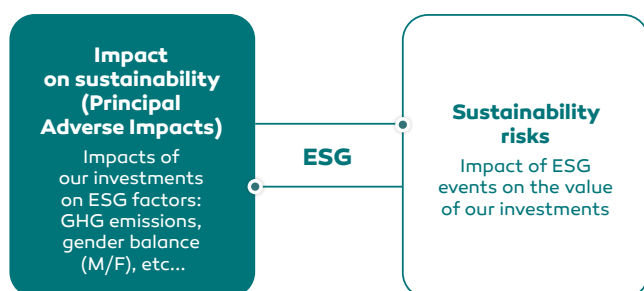 Impact
on sustainability
(Principal
Adverse Impacts)
Impacts of
our investments
on ESG factors:
GHG emissions,
gender balance
(M/F), etc...
ESG
Sustainability
risks
Impact of ESG
events on the value
of our investments